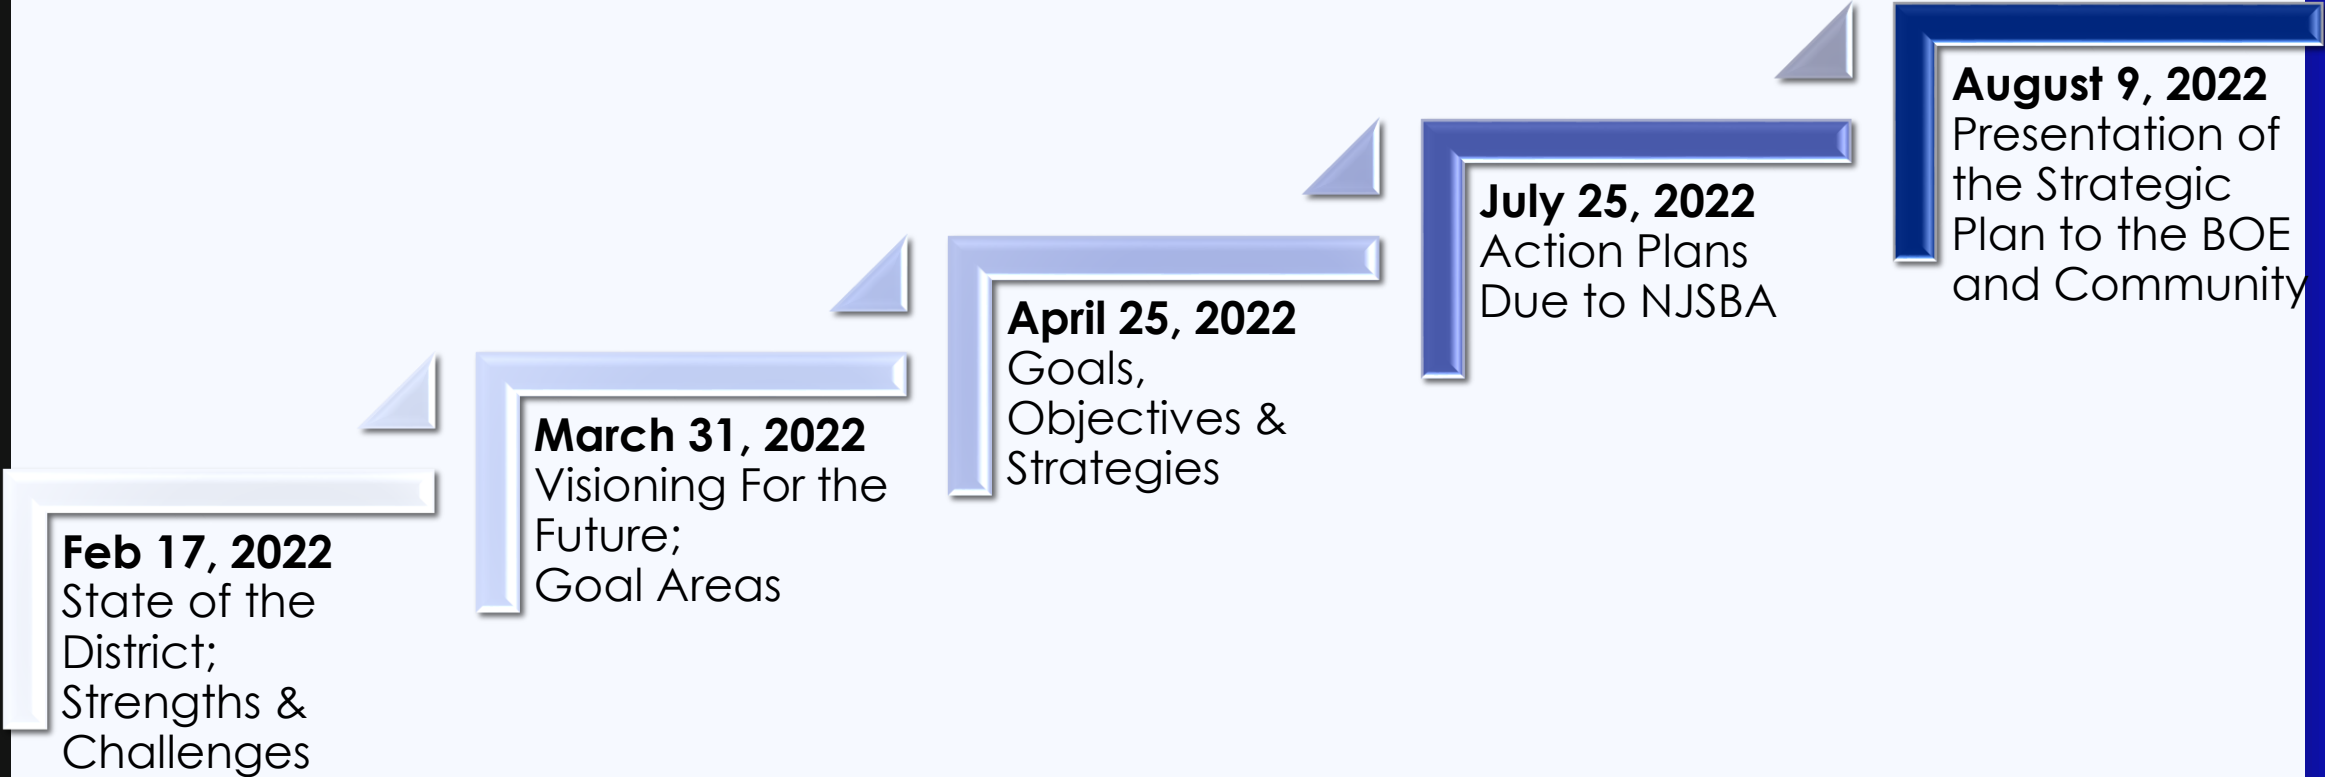 Feb 17, 2022
State of the
District;
Strengths &
Challenges
March 31, 2022
Visioning For the
Future;
Goal Areas
April 25, 2022
Goals,
Objectives &
Strategies
July 25, 2022
Action Plans
Due to NJSBA
August 9, 2022
Presentation of
the Strategic
Plan to the BOE
and Community